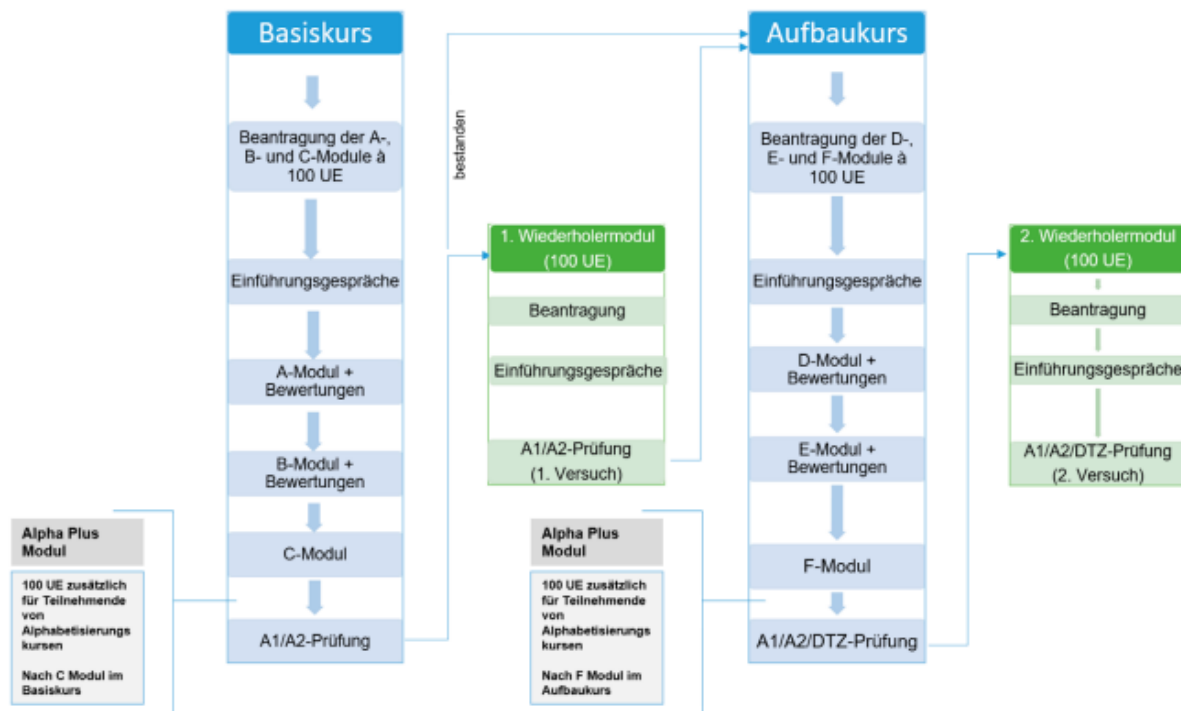 Basiskurs
Beantragung der A-,
B- und C-Module à
100 UE
Einführungsgespräche
A-Modul +
Bewertungen
B-Modul +
Bewertungen
C-Modul
A1/A2-Prüfung
Alpha Plus
Modul
100 UE zusätzlich
für Teilnehmende
von
Alphabetisierungs
kursen
Nach C Modul im
Basiskurs
bestanden
1. Wiederholermodul
(100 UE)
Beantragung
Einführungsgespräche
A1/A2-Prüfung
(1. Versuch)
Aufbaukurs
Beantragung der D-,
E- und F-Module à
100 UE
Einführungsgespräche
D-Modul +
Bewertungen
E-Modul +
Bewertungen
F-Modul
A1/A2/DTZ-Prüfung
Alpha Plus
Modul
100 UE zusätzlich
für Teilnehmende
von
Alphabetisierungs
kursen
Nach F Modul im
Aufbaukurs
2. Wiederholermodul
(100 UE)
Beantragung
Einführungsgespräche
A1/A2/DTZ-Prüfung
(2. Versuch)